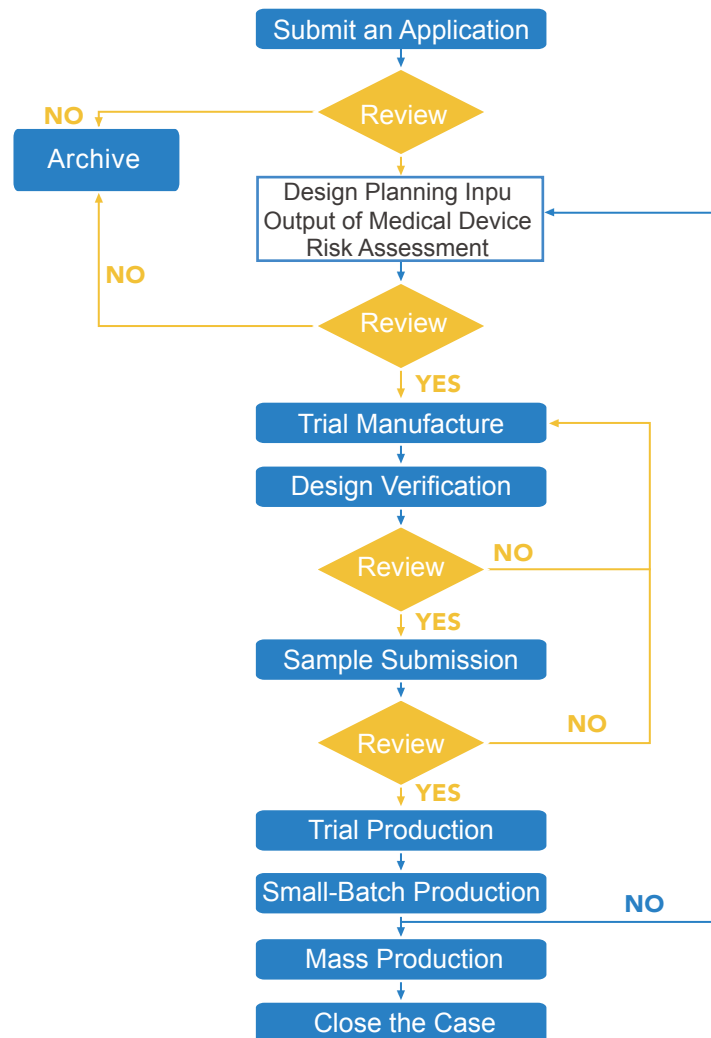 Submit an Application
Review
NO
Archive
Design Planning Inpu
Output of Medical Device
Risk Assessment
NO
Review
YES
Trial Manufacture
Design Verification
Review
NO
YES
Sample Submission
Review
NO
YES
Trial Production
Small-Batch Production
NO
Mass Production
Close the Case